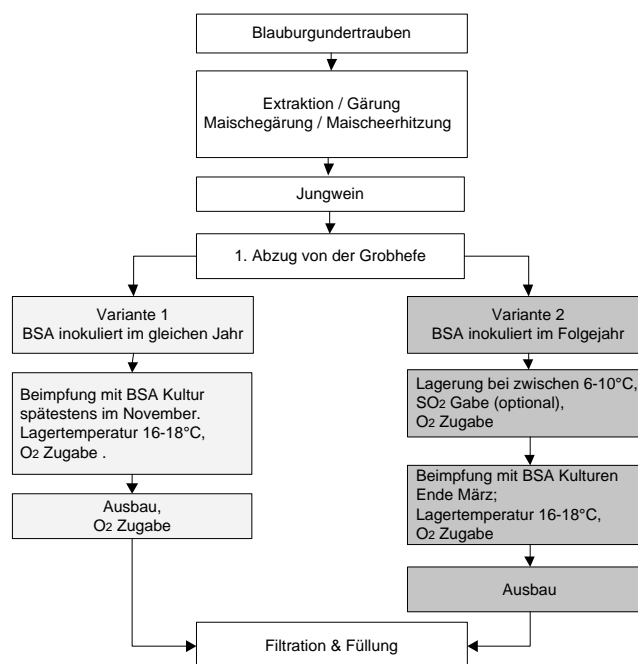 Blauburgundertrauben
Extraktion / Gärung
Maischegärung / Maischeerhitzung
Jungwein
1. Abzug von der Grobhefe
Variante 1
BSA inokuliert im gleichen Jahr
Beimpfung mit BSA Kultur
spätestens im November.
Lagertemperatur 16-18°C,
O2 Zugabe .
Ausbau,
O2 Zugabe
Variante 2
BSA inokuliert im Folgejahr
Lagerung bei zwischen 6-10°C,
SO2 Gabe (optional),
O2 Zugabe
Beimpfung mit BSA Kulturen
Ende März;
Lagertemperatur 16-18°C,
O2 Zugabe
Ausbau
Filtration & Füllung